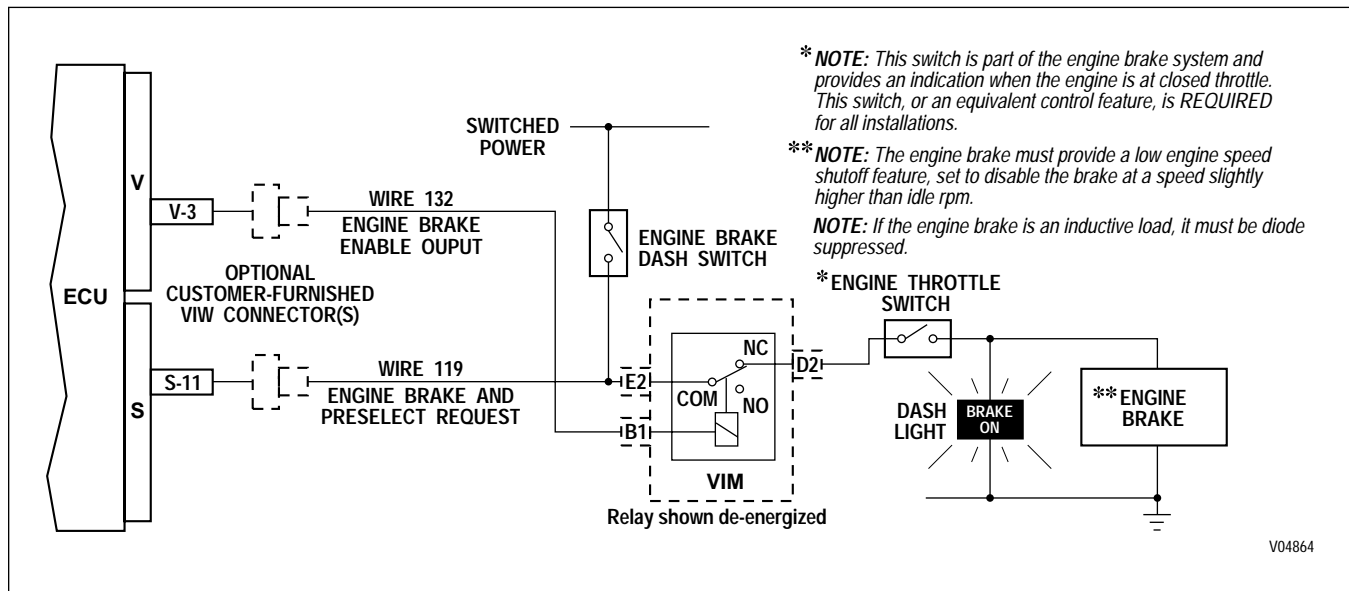 * NOTE: This switch is part of the engine brake system and
provides an indication when the engine is at closed throttle.
This switch, or an equivalent control feature, is REQUIRED
for all installations.
** NOTE: The engine brake must provide a low engine speed
shutoff feature, set to disable the brake at a speed slightly
higher than idle rpm.
NOTE: If the engine brake is an inductive load, it must be diode
suppressed.
SWITCHED
POWER
V
V-3
WIRE 132
ENGINE BRAKE
ENABLE OUPUT
ENGINE BRAKE
DASH SWITCH
ECU
OPTIONAL
CUSTOMER-FURNISHED
VIW CONNECTOR(S)
* ENGINE THROTTLE
SWITCH
S-11
S
WIRE 119
ENGINE BRAKE AND
PRESELECT REQUEST
E2
COM
NC
NO
D2
B1
VIM
Relay shown de-energized
DASH
LIGHT
BRAKE
ON
** ENGINE
BRAKE
V04864